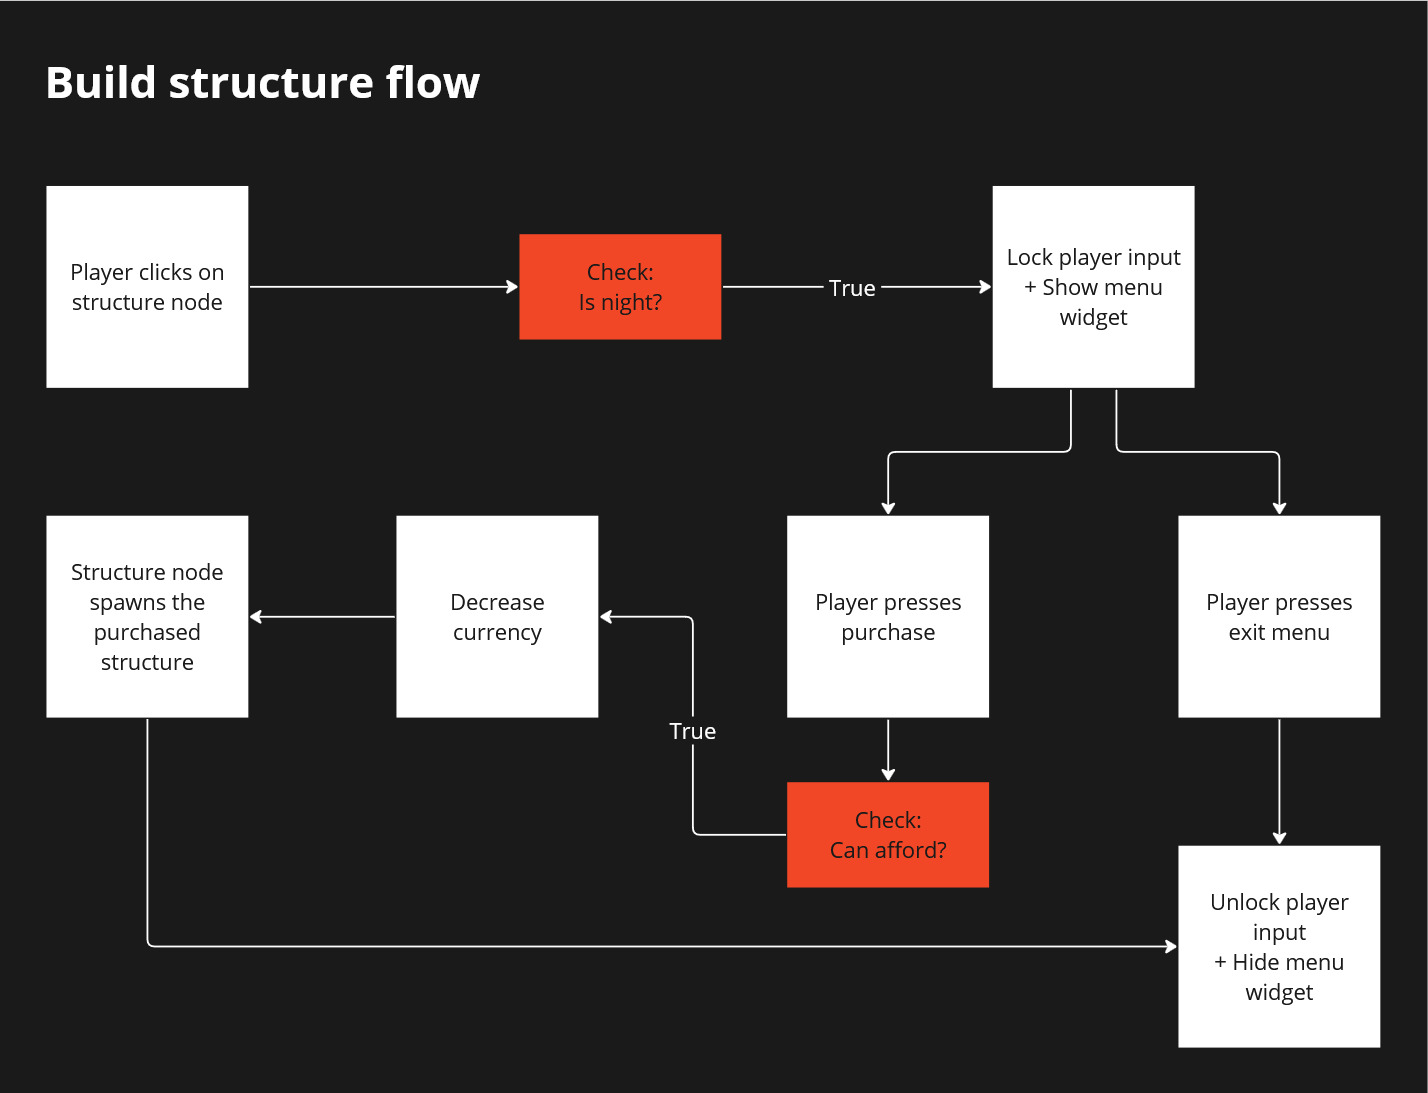 Build structure flow
Player clicks on
structure node
Check:
Is night?
True
Lock player input
+ Show menu
widget
Structure node
spawns the
purchased
structure
Decrease
currency
Player presses
purchase
Player presses
exit menu
True
Check:
Can afford?
Unlock player
input
+ Hide menu
widget